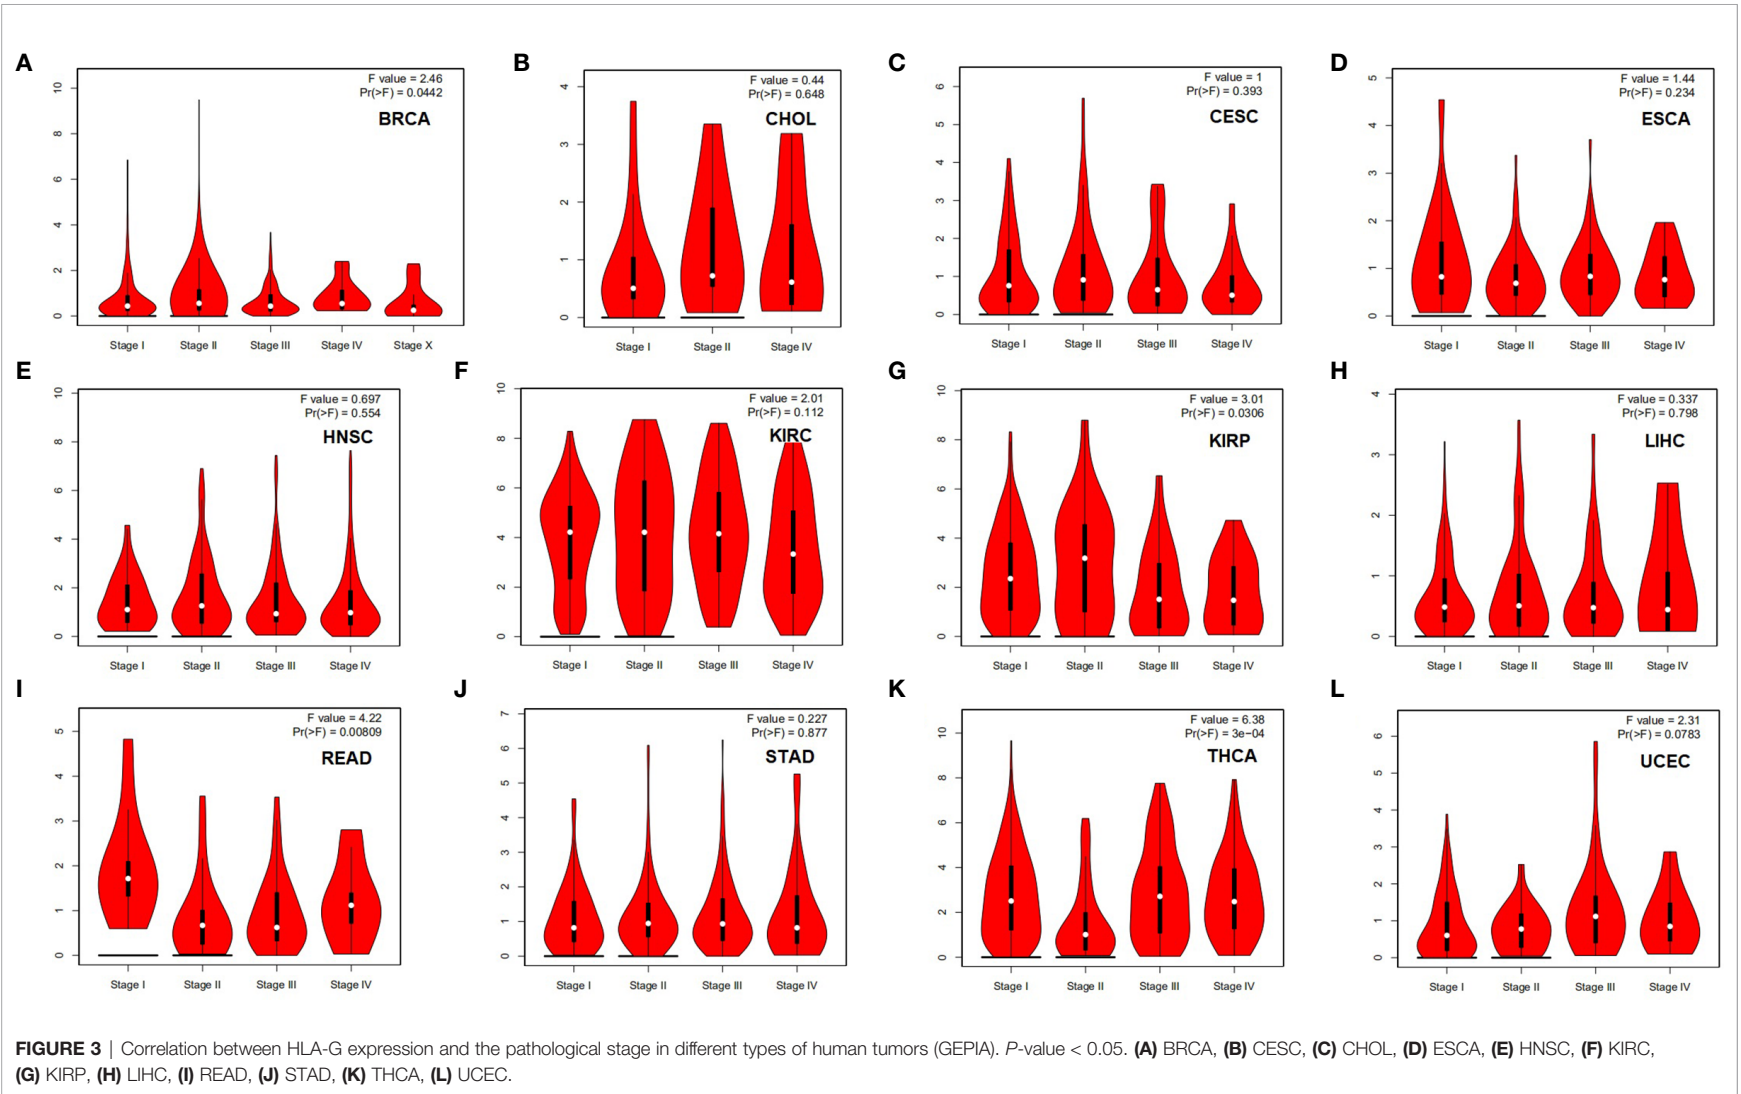 A
F value = 2.46
Pr(>F) = 0.0442
BRCA
10
8
6
4
2
0
Stage I Stage II Stage III Stage IV Stage X
B
F value = 0.44
Pr(>F) = 0.648
CHOL
4
3
2
1
0
Stage I Stage II Stage IV
C
F value = 1
Pr(>F) = 0.393
CESC
6
5
4
3
2
1
0
Stage I Stage II Stage III Stage IV
D
F value = 1.44
Pr(>F) = 0.234
ESCA
5
4
3
2
1
0
Stage I Stage II Stage III Stage IV
E
F value = 0.697
Pr(>F) = 0.554
HNSC
10
8
6
4
2
0
Stage I Stage II Stage III Stage IV
F
F value = 2.01
Pr(>F) = 0.112
KIRC
10
8
6
4
2
0
Stage I Stage II Stage III Stage IV
G
F value = 3.01
Pr(>F) = 0.0306
KIRP
10
8
6
4
2
0
Stage I Stage II Stage III Stage IV
H
F value = 0.337
Pr(>F) = 0.798
LIHC
4
3
2
1
0
Stage I Stage II Stage III Stage IV
I
F value = 4.22
Pr(>F) = 0.00809
READ
5
4
3
2
1
0
Stage I Stage II Stage III Stage IV
J
F value = 0.227
Pr(>F) = 0.877
STAD
7
6
5
4
3
2
1
0
Stage I Stage II Stage III Stage IV
K
F value = 6.38
Pr(>F) = 3e−04
THCA
10
8
6
4
2
0
Stage I Stage II Stage III Stage IV
L
F value = 2.31
Pr(>F) = 0.0783
UCEC
6
5
4
3
2
1
0
Stage I Stage II Stage III Stage IV
FIGURE 3 | Correlation between HLA-G expression and the pathological stage in different types of human tumors (GEPIA). P-value < 0.05. (A) BRCA, (B) CESC, (C) CHOL, (D) ESCA, (E) HNSC, (F) KIRC,
(G) KIRP, (H) LIHC, (I) READ, (J) STAD, (K) THCA, (L) UCEC.